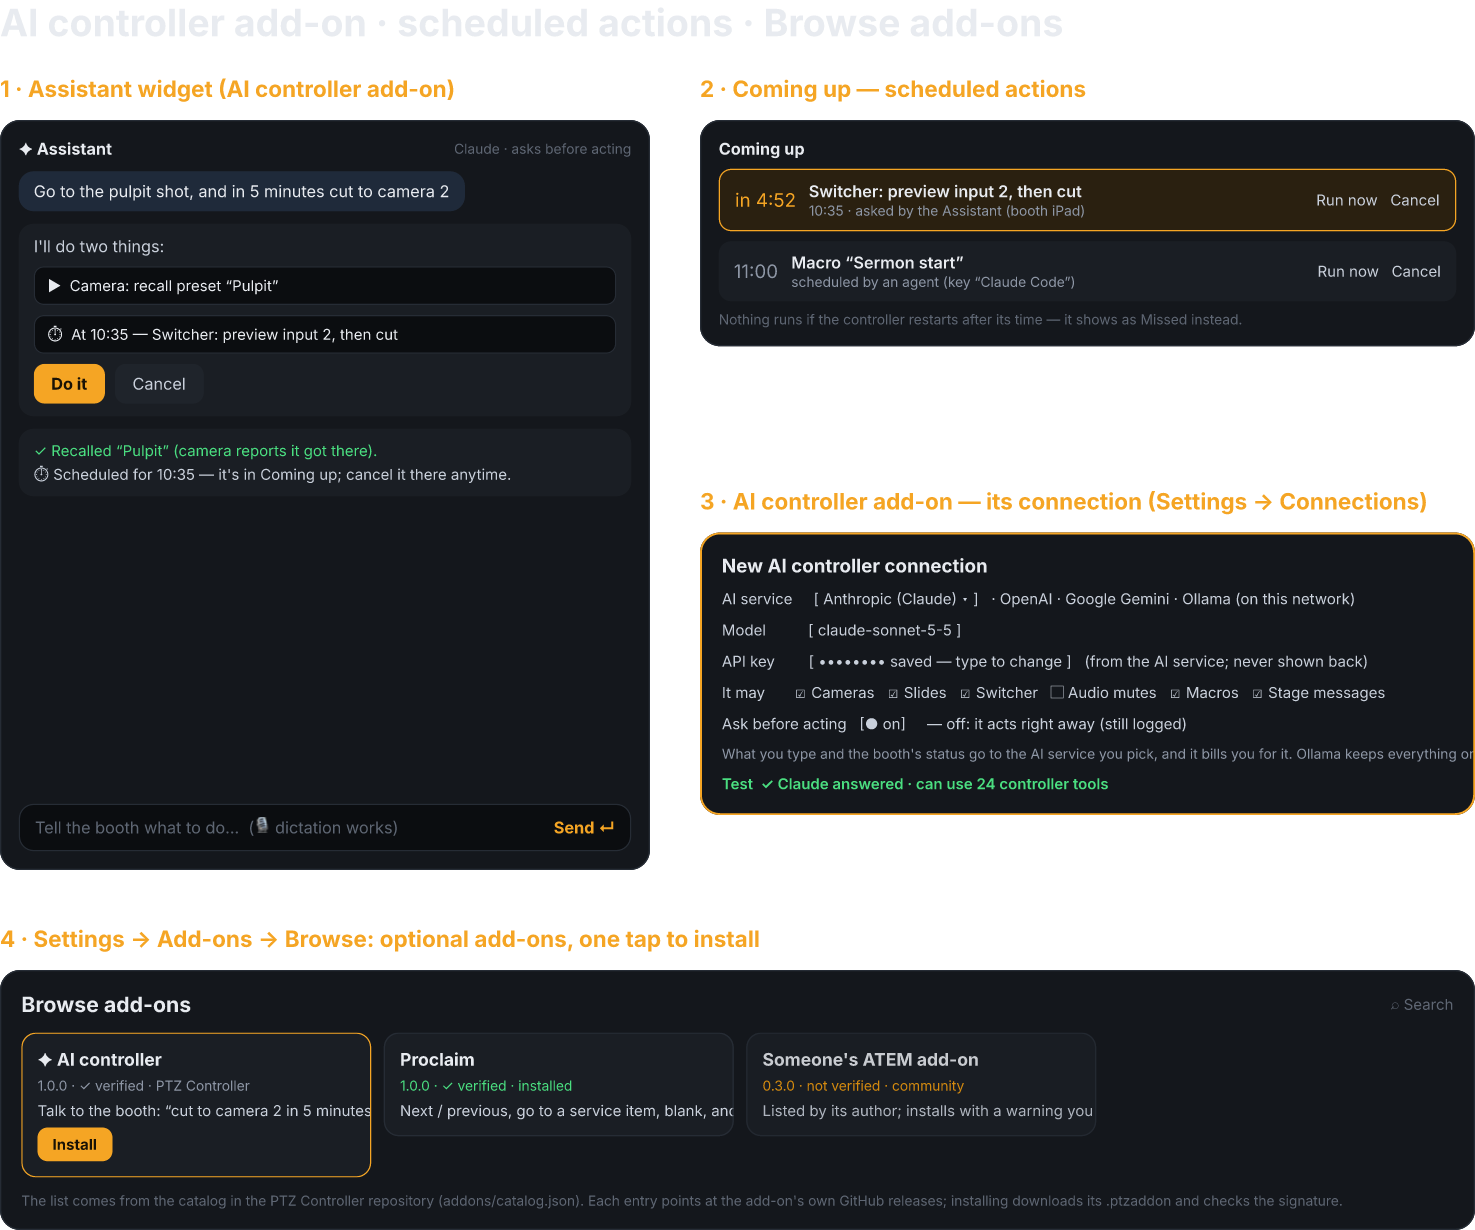 AI controller add-on · scheduled actions · Browse add-ons
1 · Assistant widget (AI controller add-on)
✦ Assistant
Claude · asks before acting
Go to the pulpit shot, and in 5 minutes cut to camera 2
I'll do two things:
▶ Camera: recall preset “Pulpit”
⏱ At 10:35 — Switcher: preview input 2, then cut
Do it
Cancel
✓ Recalled “Pulpit” (camera reports it got there).
⏱ Scheduled for 10:35 — it's in Coming up; cancel it there anytime.
Tell the booth what to do… (🎙 dictation works)
Send ↵
2 · Coming up — scheduled actions
Coming up
in 4:52
Switcher: preview input 2, then cut
10:35 · asked by the Assistant (booth iPad)
Run now Cancel
11:00
Macro “Sermon start”
scheduled by an agent (key “Claude Code”)
Run now Cancel
Nothing runs if the controller restarts after its time — it shows as Missed instead.
3 · AI controller add-on — its connection (Settings → Connections)
New AI controller connection
AI service [ Anthropic (Claude) ▾ ] · OpenAI · Google Gemini · Ollama (on this network)
Model [ claude-sonnet-5-5 ]
API key [ •••••••• saved — type to change ] (from the AI service; never shown back)
It may ☑ Cameras ☑ Slides ☑ Switcher ☐ Audio mutes ☑ Macros ☑ Stage messages
Ask before acting [● on] — off: it acts right away (still logged)
What you type and the booth's status go to the AI service you pick, and it bills you for it. Ollama keeps everything or
Test ✓ Claude answered · can use 24 controller tools
4 · Settings → Add-ons → Browse: optional add-ons, one tap to install
Browse add-ons
⌕ Search
✦ AI controller
1.0.0 · ✓ verified · PTZ Controller
Talk to the booth: “cut to camera 2 in 5 minutes
Install
Proclaim
1.0.0 · ✓ verified · installed
Next / previous, go to a service item, blank, and
Someone's ATEM add-on
0.3.0 · not verified · community
Listed by its author; installs with a warning you
The list comes from the catalog in the PTZ Controller repository (addons/catalog.json). Each entry points at the add-on's own GitHub releases; installing downloads its .ptzaddon and checks the signature.